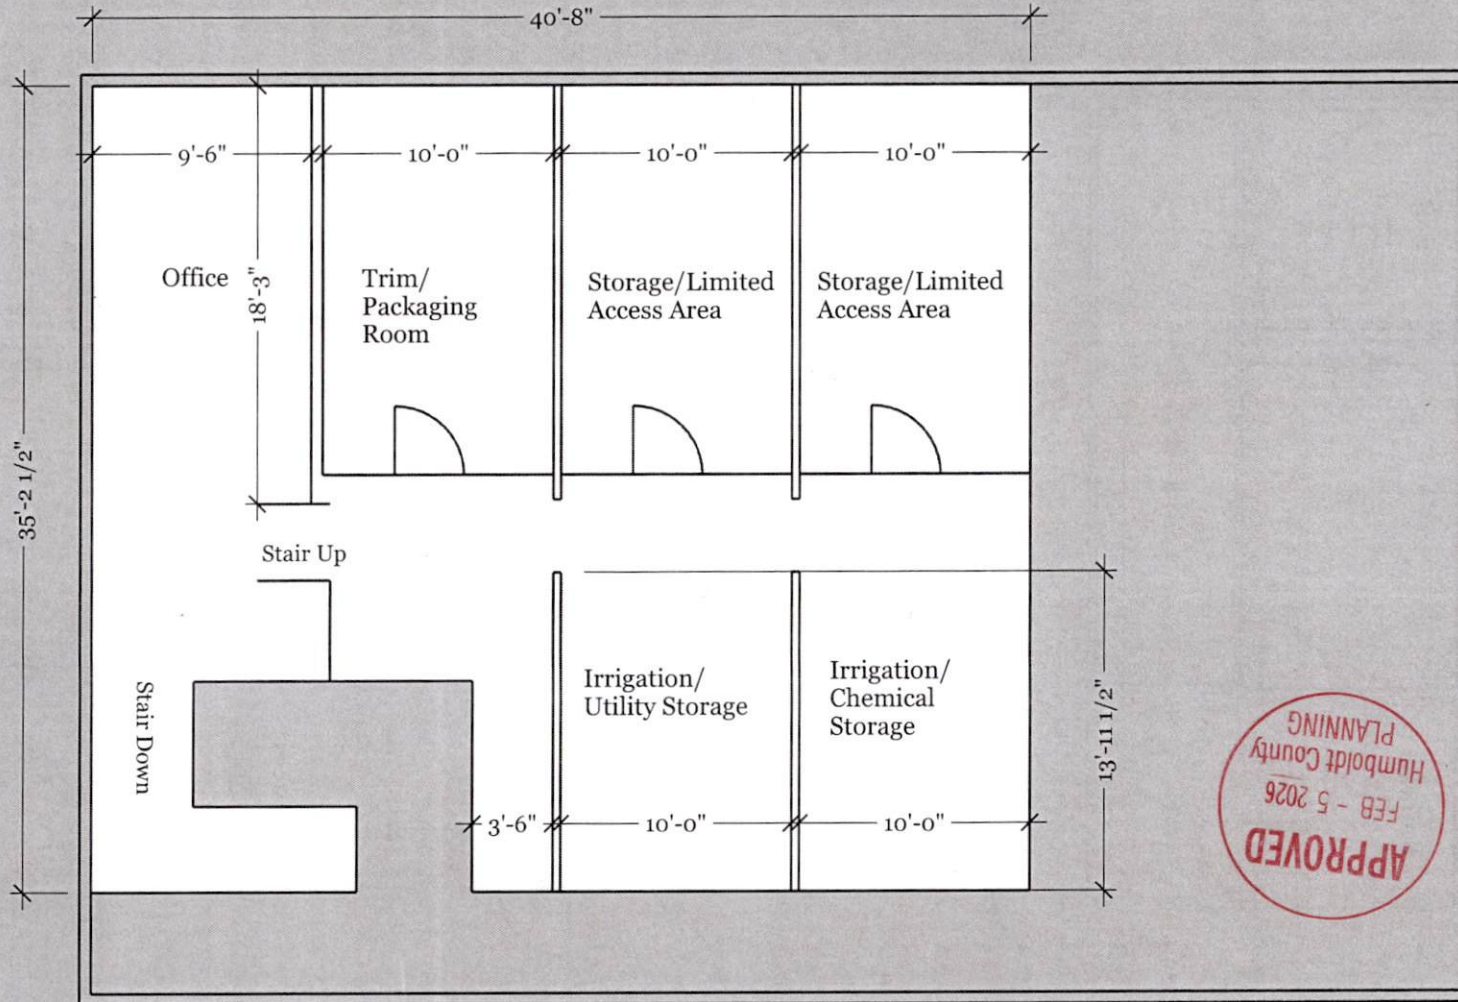 40'-8"
9'-6"
10'-0"
10'-0"
10'-0"
Office
18'-3"
Trim/
Packaging
Room
Storage/Limited
Access Area
Storage/Limited
Access Area
35'-2 1/2"
Stair Up
Stair Down
Irrigation/
Utility Storage
Irrigation/
Chemical
Storage
13'-11 1/2"
3'-6"
10'-0"
10'-0"
APPROVED
FEB - 5 2026
Humboldt County
PLANNING